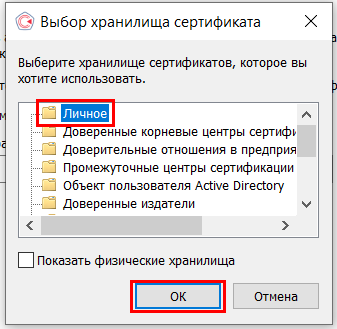 Выбор хранилища сертификата
Выберите хранилище сертификатов, которое вы
хотите использовать.
Личное
Доверенные корневые центры сертифи
Доверительные отношения в предприя
Промежуточные центры сертификации
Объект пользователя Active Directory
Доверенные издатели
Показать физические хранилища
ОК
Отмена